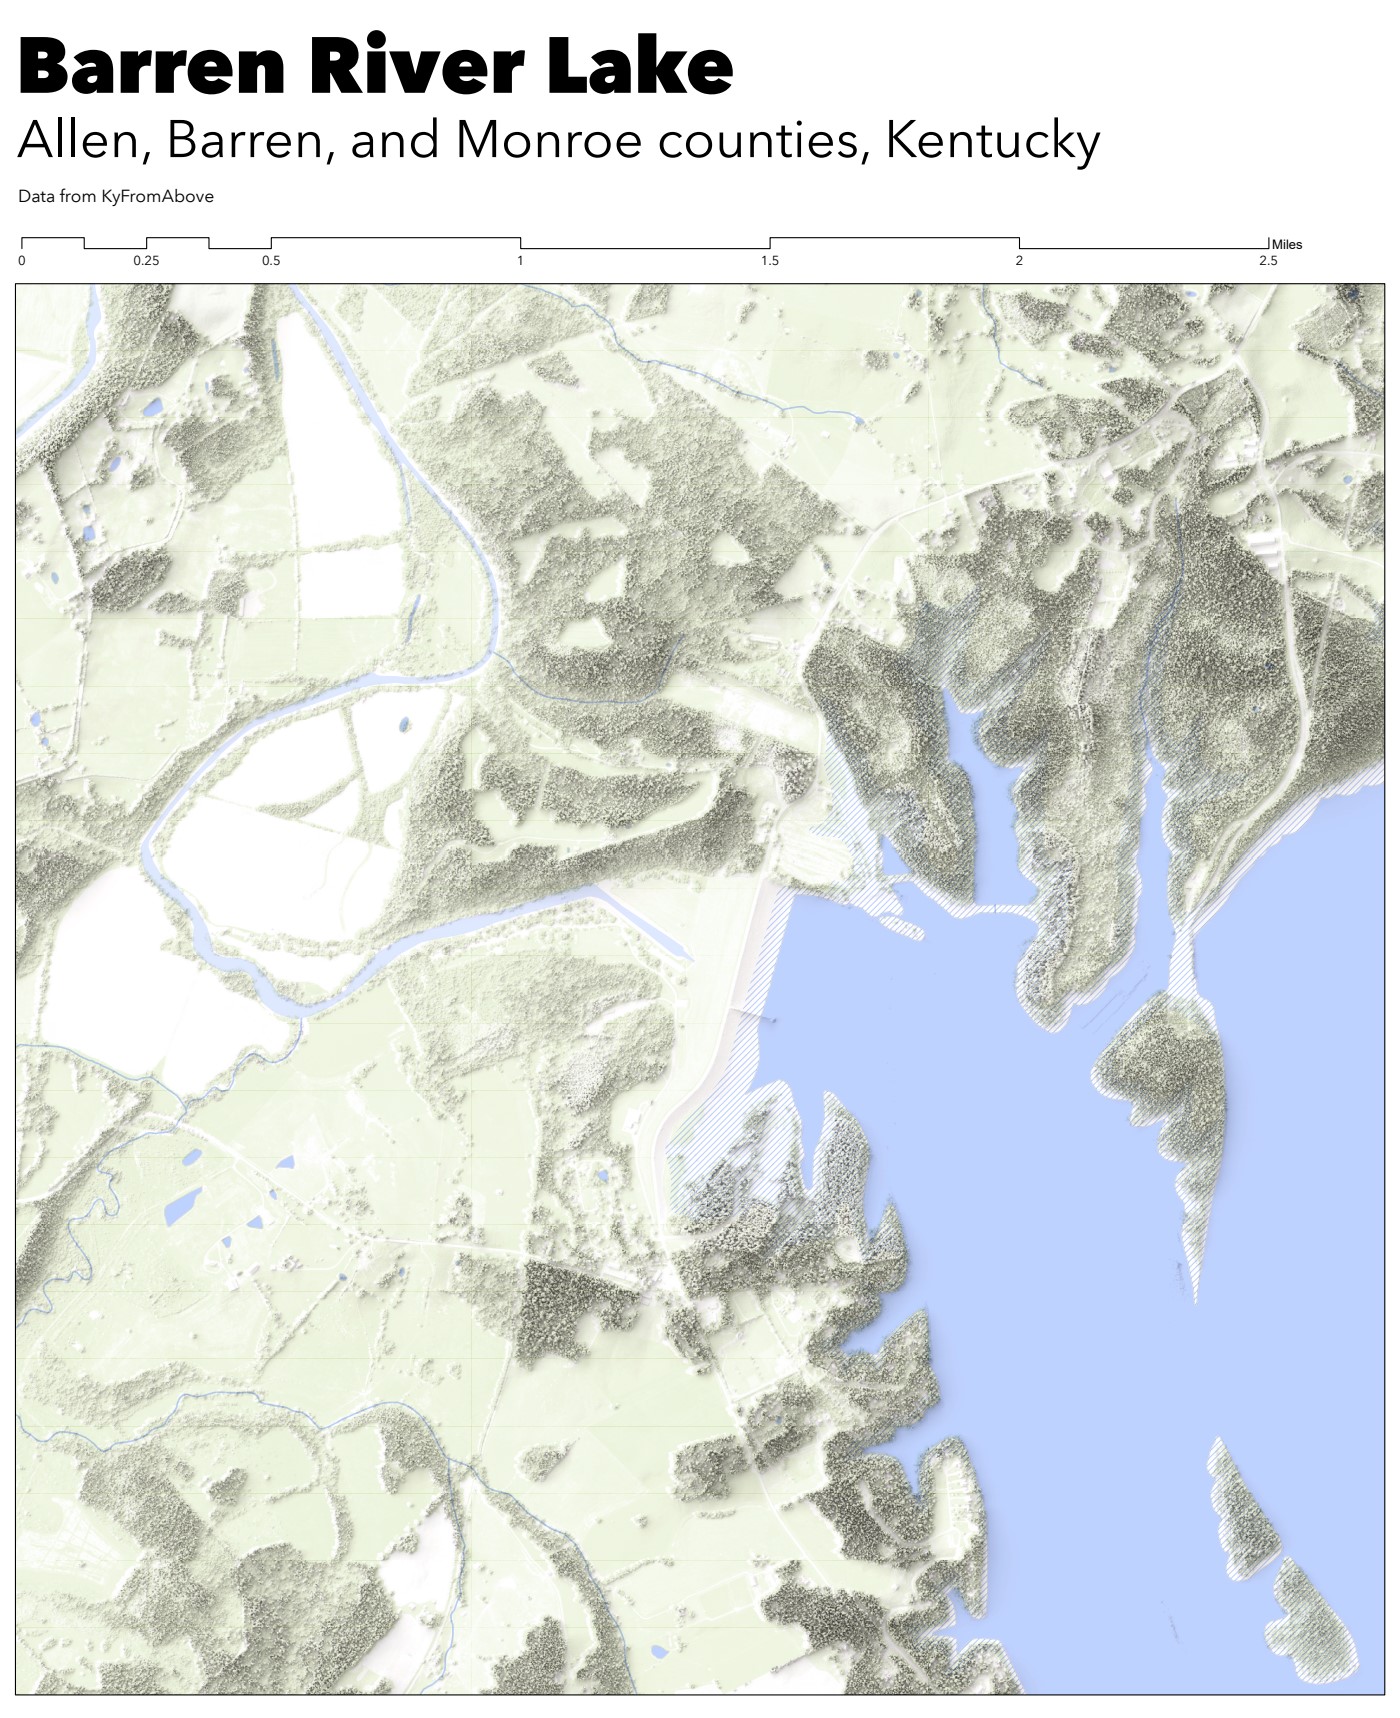 Barren River Lake
Allen, Barren, and Monroe counties, Kentucky
Data from KyFromAbove
Miles
0 0.25 0.5 1 1.5 2 2.5